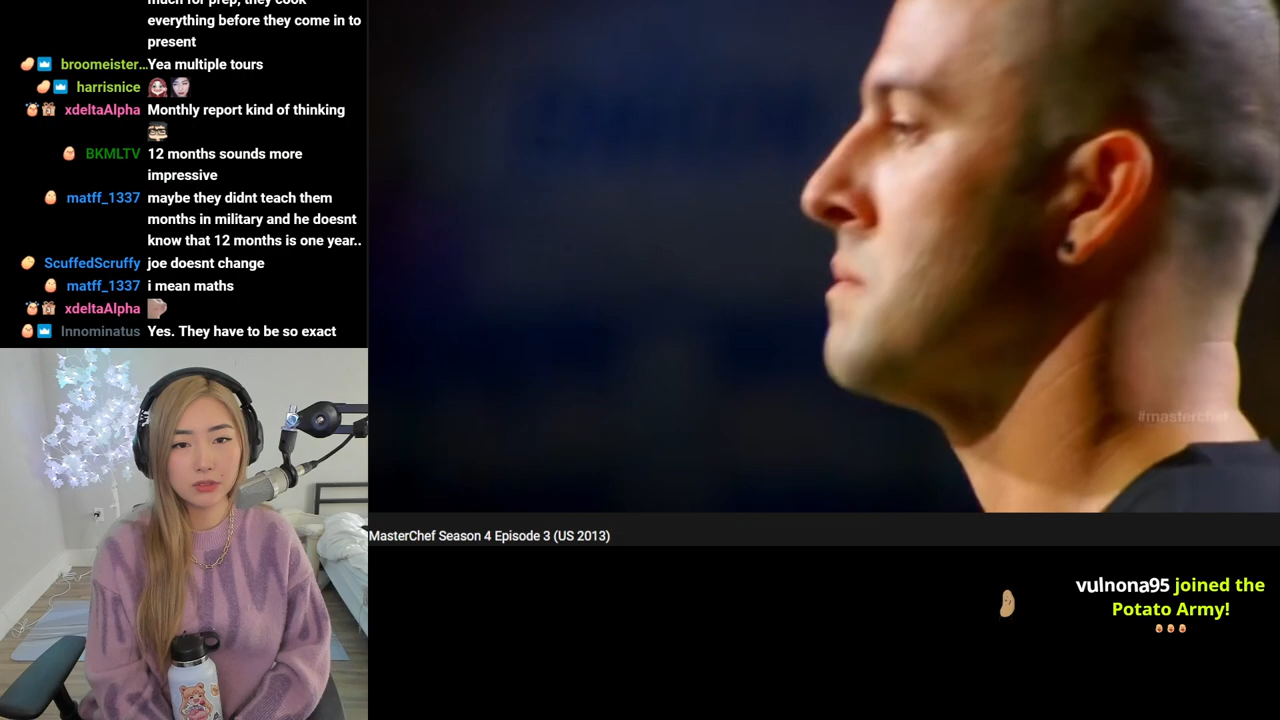 much for prep, they cook
everything before they come in to
present
broomeister… Yea multiple tours
harrisnice
xdeltaAlpha Monthly report kind of thinking
BKMLTV 12 months sounds more
impressive
matff_1337 maybe they didnt teach them
months in military and he doesnt
know that 12 months is one year..
ScuffedScruffy joe doesnt change
matff_1337 i mean maths
xdeltaAlpha
Innominatus Yes. They have to be so exact
#masterchef
MasterChef Season 4 Episode 3 (US 2013)
vulnona95 joined the
Potato Army!